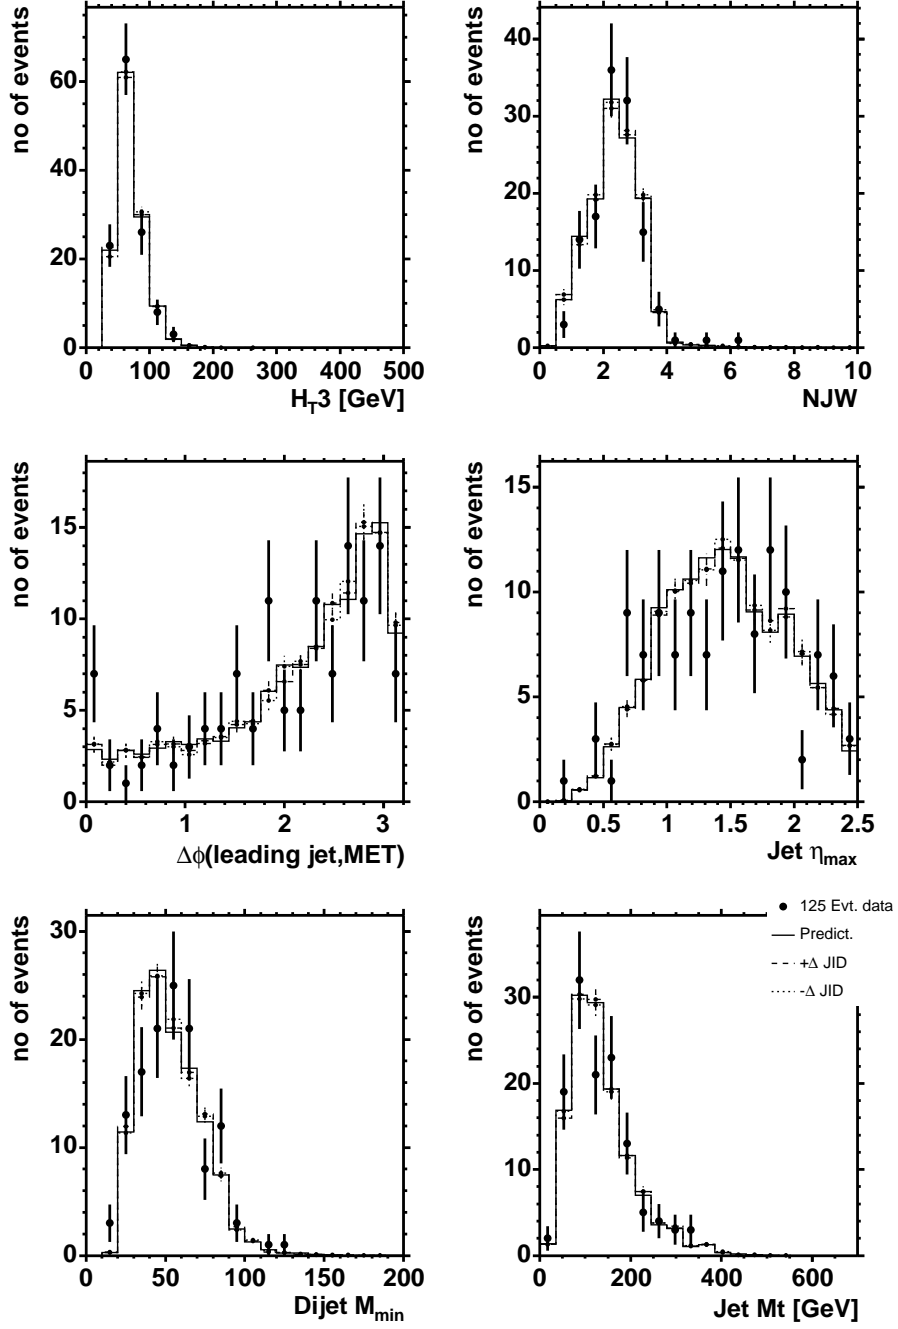 no of events
60
40
20
0
0 100 200 300 400 500
H_T3 [GeV]
no of events
40
30
20
10
0
0 2 4 6 8 10
NJW
no of events
15
10
5
0
0 1 2 3
Δϕ(leading jet,MET)
no of events
15
10
5
0
0 0.5 1 1.5 2 2.5
Jet η_max
no of events
30
20
10
0
0 50 100 150 200
Dijet M_min
no of events
30
20
10
0
0 200 400 600
Jet Mt [GeV]
125 Evt. data
Predict.
+Δ JID
-Δ JID